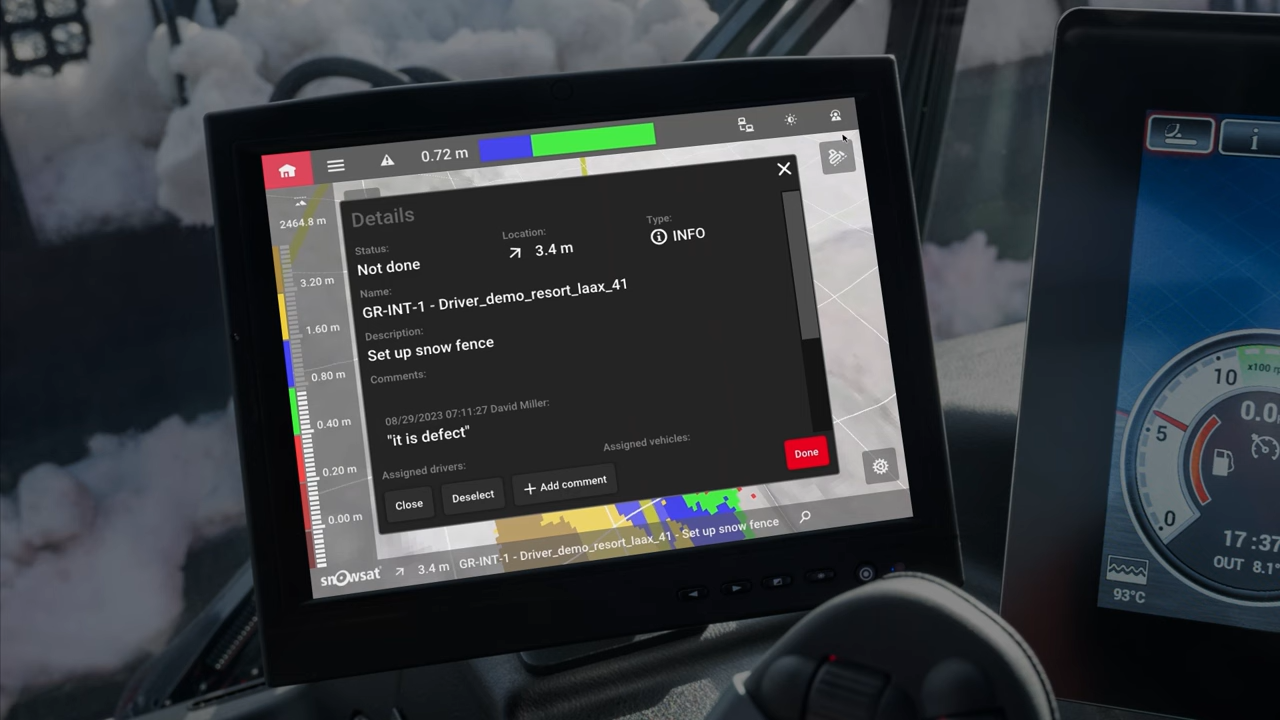 0.72 m
2464.8 m
3.20 m
1.60 m
0.80 m
0.40 m
0.20 m
0.00 m
Details
Status:
Not done
Location:
3.4 m
Type:
INFO
Name:
GR-INT-1 - Driver_demo_resort_laax_41
Description:
Set up snow fence
Comments:
08/29/2023 07:11:27 David Miller:
"it is defect"
Assigned drivers:
Assigned vehicles:
Close
Deselect
+ Add comment
Done
snowsat
3.4 m GR-INT-1 - Driver_demo_resort_laax_41 - Set up snow fence
i
10
x100
5
0
0.0
17:37
OUT 8.1°
93°C